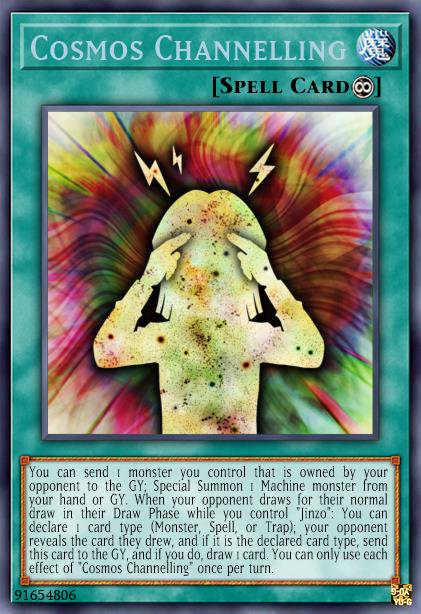 COSMOS CHANNELLING 魔
[SPELL CARD]
You can send 1 monster you control that is owned by your
opponent to the GY; Special Summon 1 Machine monster from
your hand or GY. When your opponent draws for their normal
draw in their Draw Phase while you control "Jinzo": You can
declare 1 card type (Monster, Spell, or Trap); your opponent
reveals the card they drew, and if it is the declared card type, send
this card to the GY, and if you do, draw 1 card. You can only use each
effect of "Cosmos Channelling" once per turn.
91654806